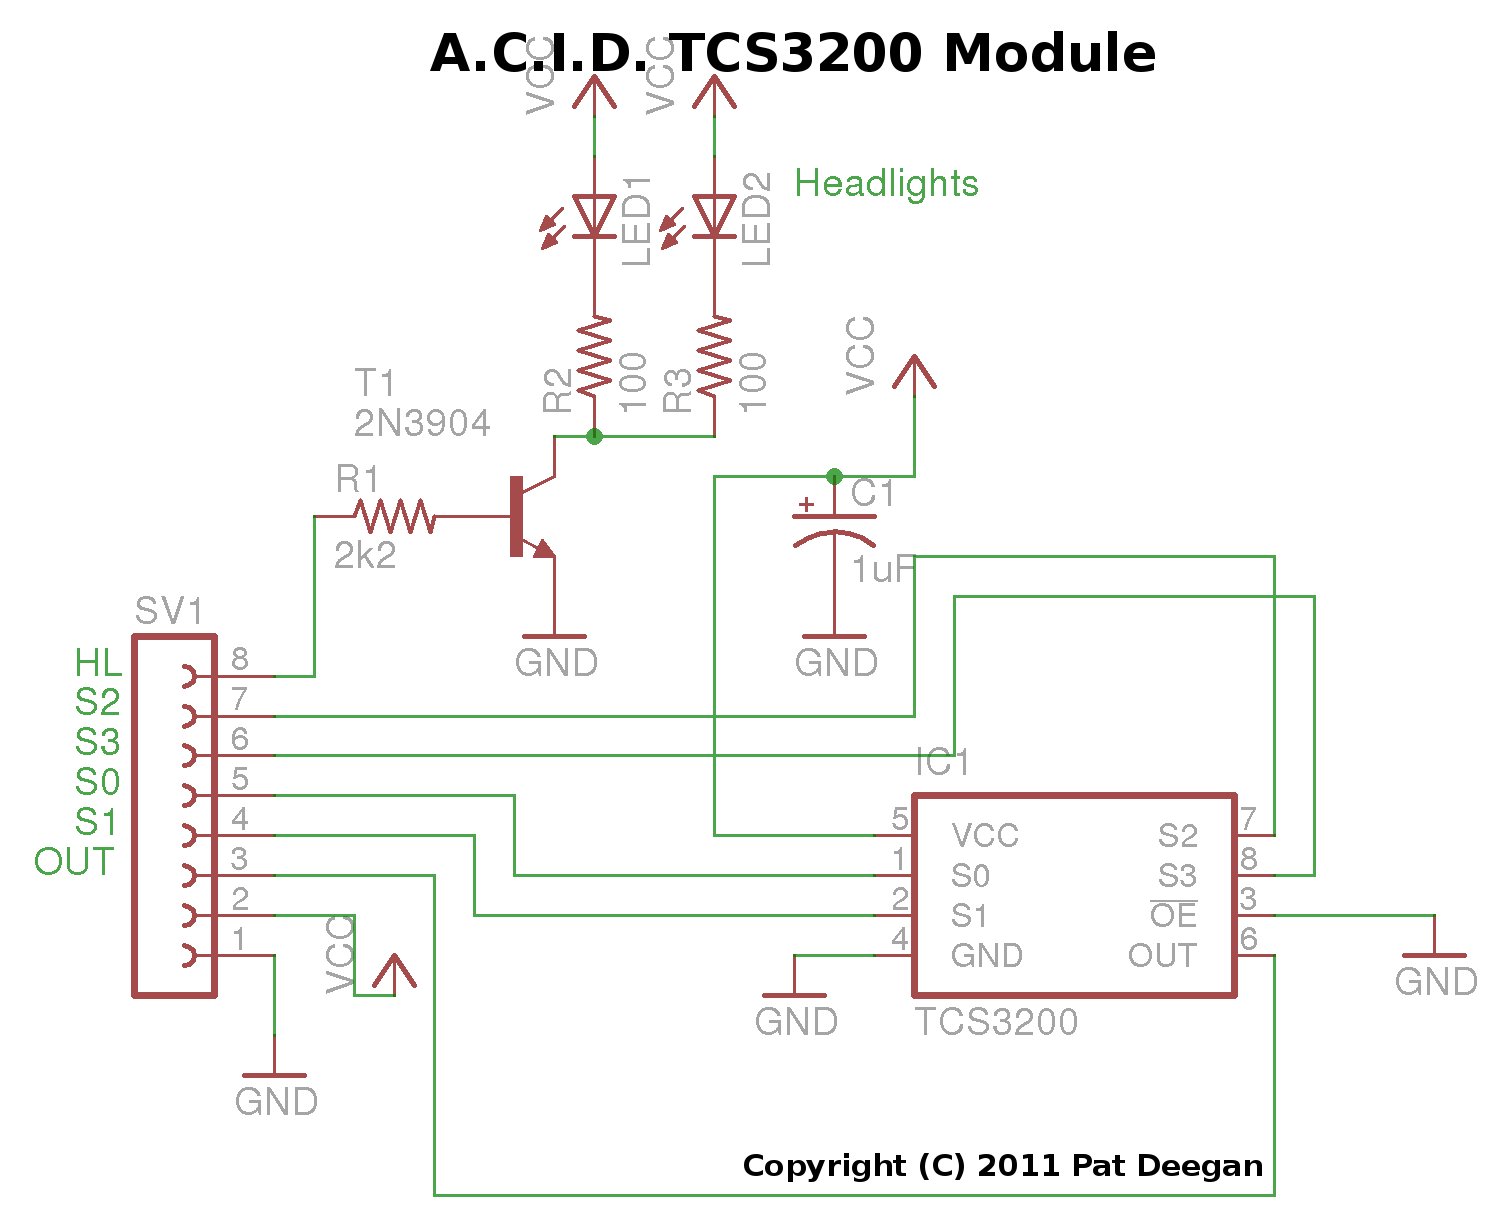 A.C.I.D. TCS3200 Module
VCC
VCC
LED1
LED2
Headlights
R2
100
R3
100
VCC
T1
2N3904
R1
2k2
GND
+
C1
1uF
GND
SV1
HL
8
S2
7
S3
6
S0
5
S1
4
OUT
3
2
1
VCC
GND
IC1
5
VCC
S2
7
1
S0
S3
8
2
S1
OE
3
4
GND
OUT
6
GND
TCS3200
GND
Copyright (C) 2011 Pat Deegan